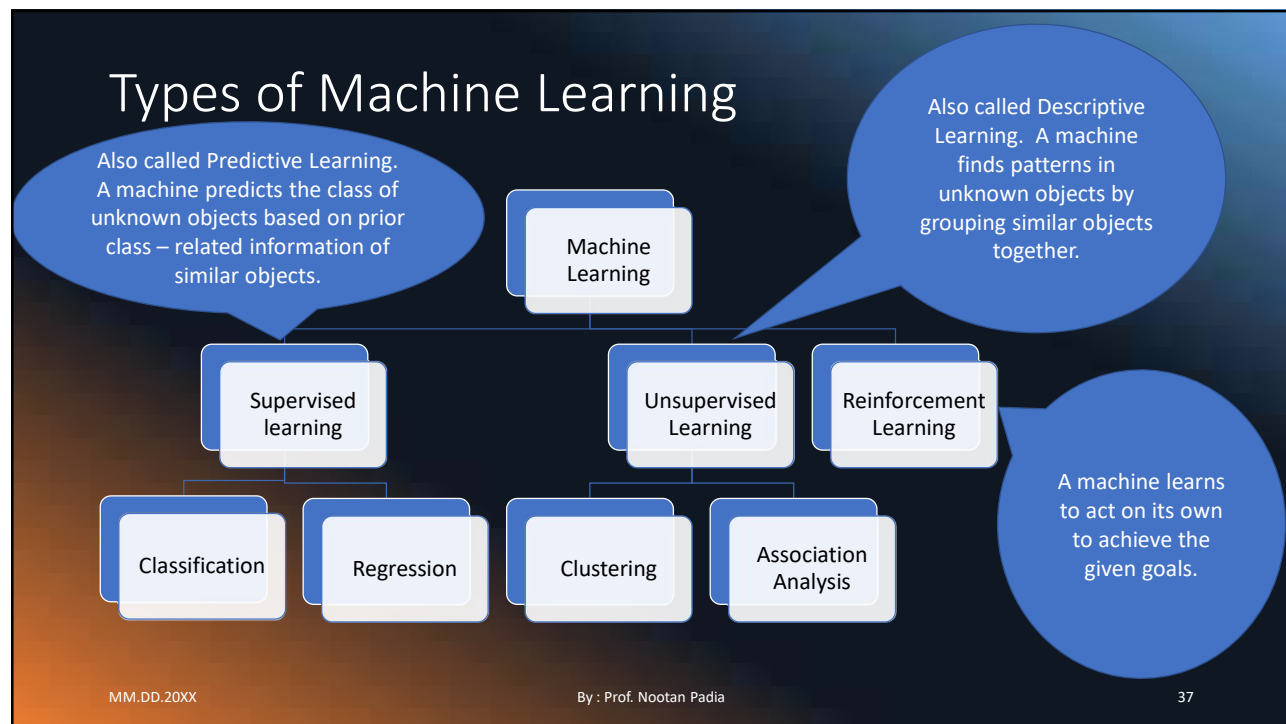 Types of Machine Learning
Also called Predictive Learning.
A machine predicts the class of
unknown objects based on prior
class – related information of
similar objects.
Also called Descriptive
Learning. A machine
finds patterns in
unknown objects by
grouping similar objects
together.
Machine
Learning
Supervised
learning
Unsupervised
Learning
Reinforcement
Learning
A machine learns
to act on its own
to achieve the
given goals.
Classification
Regression
Clustering
Association
Analysis
MM.DD.20XX
By : Prof. Nootan Padia
37